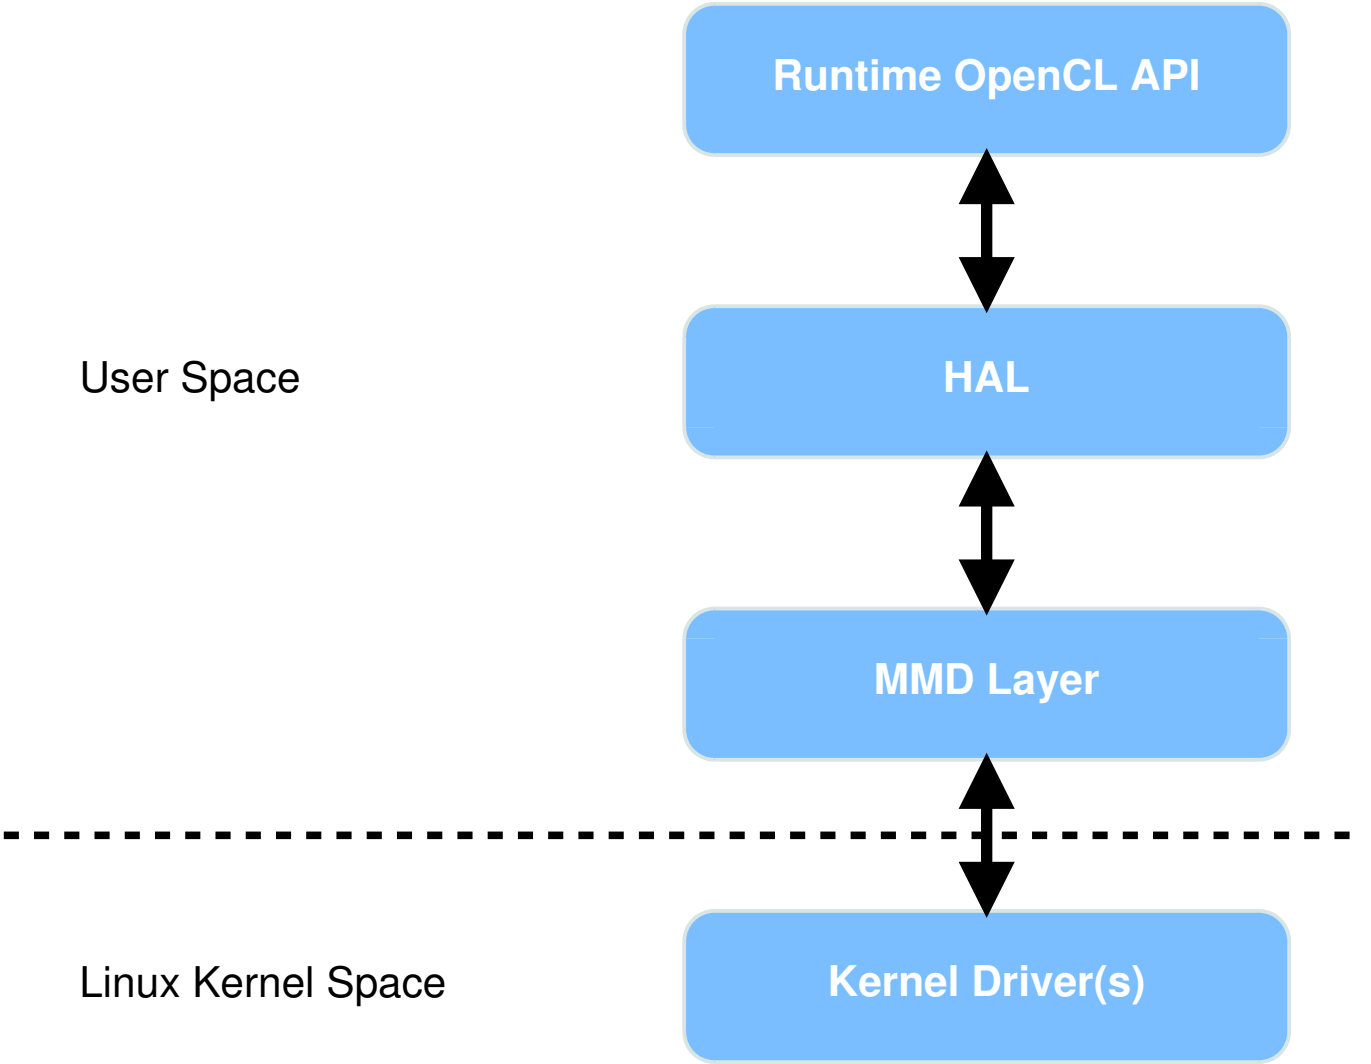 Runtime OpenCL API
User Space
HAL
MMD Layer
Linux Kernel Space
Kernel Driver(s)